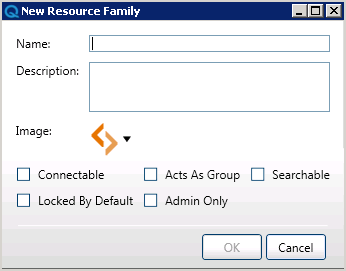 New Resource Family
Name:
Description:
Image:
Connectable Acts As Group Searchable
Locked By Default Admin Only
OK Cancel